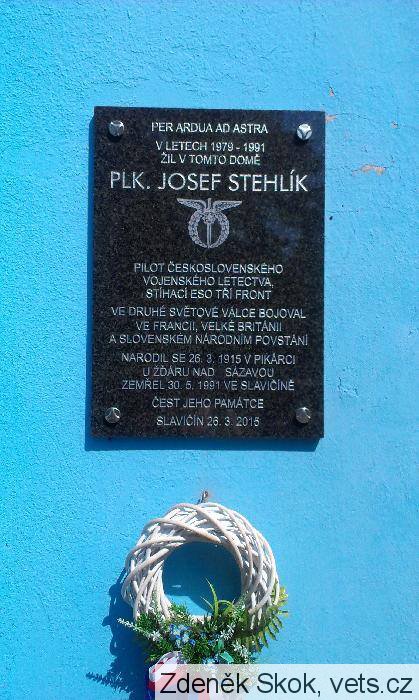 PER ARDUA AD ASTRA
V LETECH 1979 - 1991
ŽIL V TOMTO DOMĚ
PLK. JOSEF STEHLÍK
PILOT ČESKOSLOVENSKÉHO
VOJENSKÉHO LETECTVA,
STÍHACÍ ESO TŘÍ FRONT
VE DRUHÉ SVĚTOVÉ VÁLCE BOJOVAL
VE FRANCII, VELKÉ BRITÁNII
A SLOVENSKÉM NÁRODNÍM POVSTÁNÍ
NARODIL SE 26. 3. 1915 V PIKÁRCI
U ŽĎÁRU NAD SÁZAVOU
ZEMŘEL 30. 5. 1991 VE SLAVIČÍNĚ
ČEST JEHO PAMÁTCE
SLAVIČÍN 26. 3. 2015
Zdeněk Skok, vets.cz